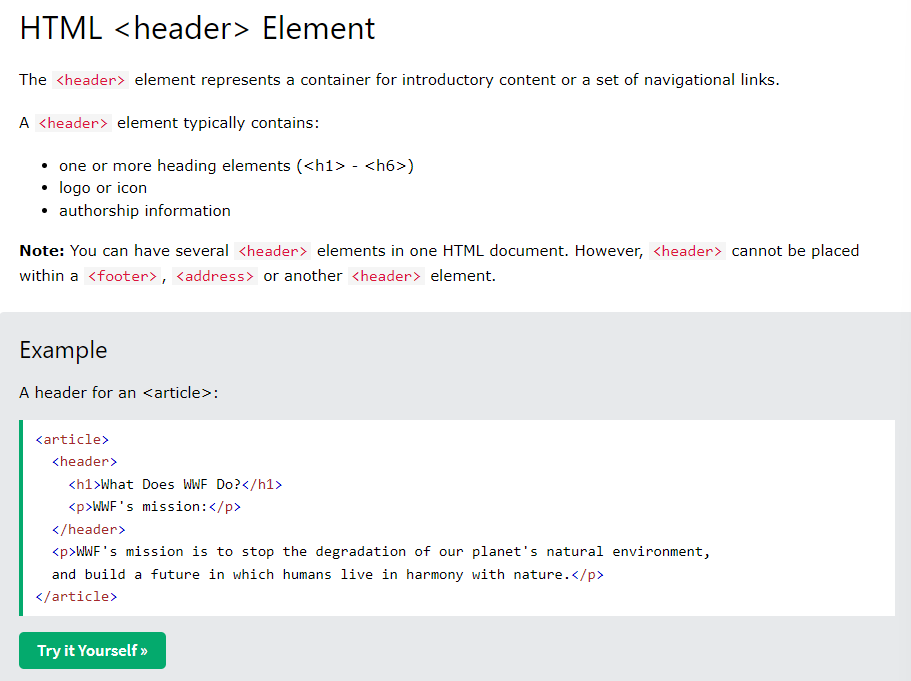 HTML <header> Element
The <header> element represents a container for introductory content or a set of navigational links.
A <header> element typically contains:
• one or more heading elements (<h1> - <h6>)
• logo or icon
• authorship information
Note: You can have several <header> elements in one HTML document. However, <header> cannot be placed
within a <footer>, <address> or another <header> element.
Example
A header for an <article>:
<article>
  <header>
    <h1>What Does WWF Do?</h1>
    <p>WWF's mission:</p>
  </header>
  <p>WWF's mission is to stop the degradation of our planet's natural environment,
  and build a future in which humans live in harmony with nature.</p>
</article>
Try it Yourself »